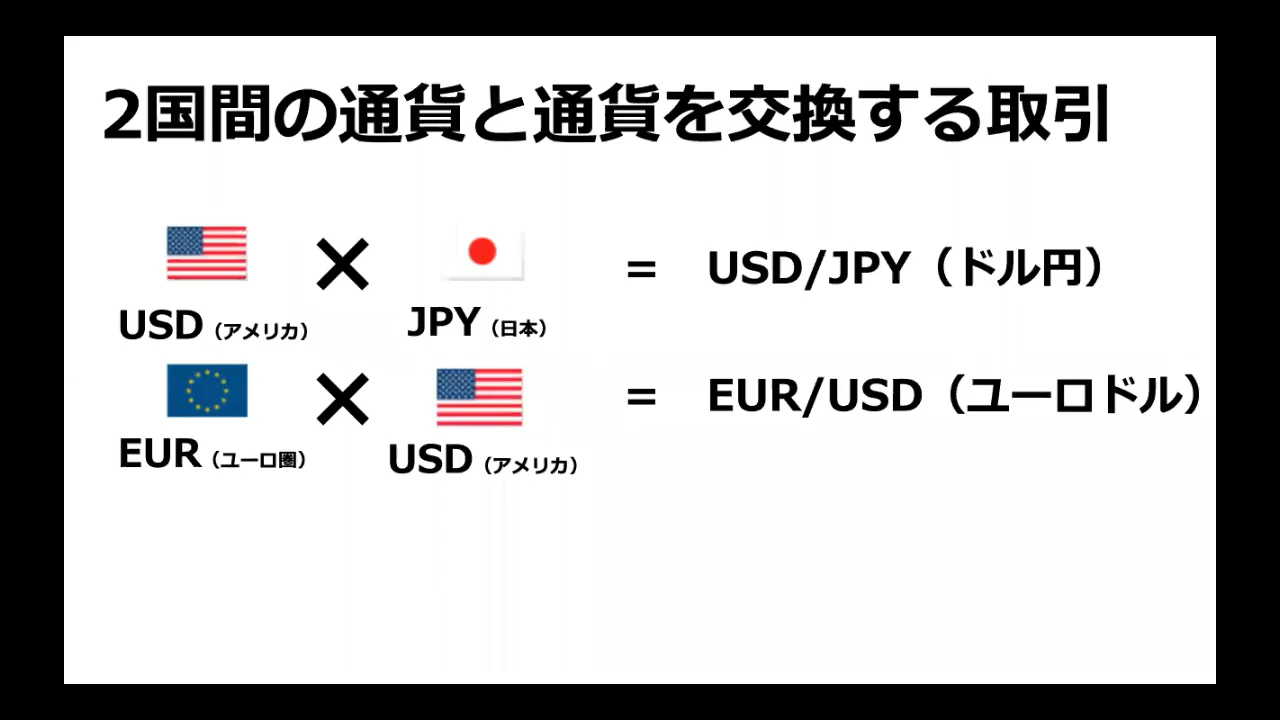 2国間の通貨と通貨を交換する取引
× = USD/JPY（ドル円）
USD（アメリカ） JPY（日本）
× = EUR/USD（ユーロドル）
EUR（ユーロ圏） USD（アメリカ）